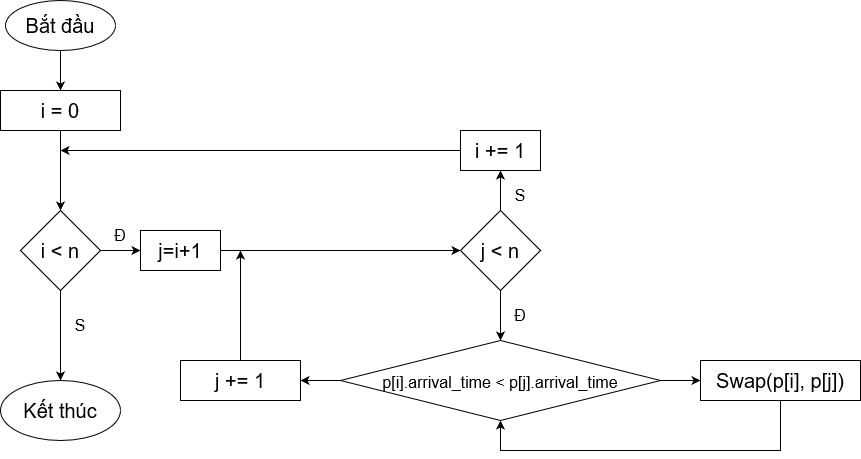 Bắt đầu
i = 0
i += 1
S
i < n
Đ
j=i+1
j < n
S
Đ
j += 1
p[i].arrival_time < p[j].arrival_time
Swap(p[i], p[j])
Kết thúc